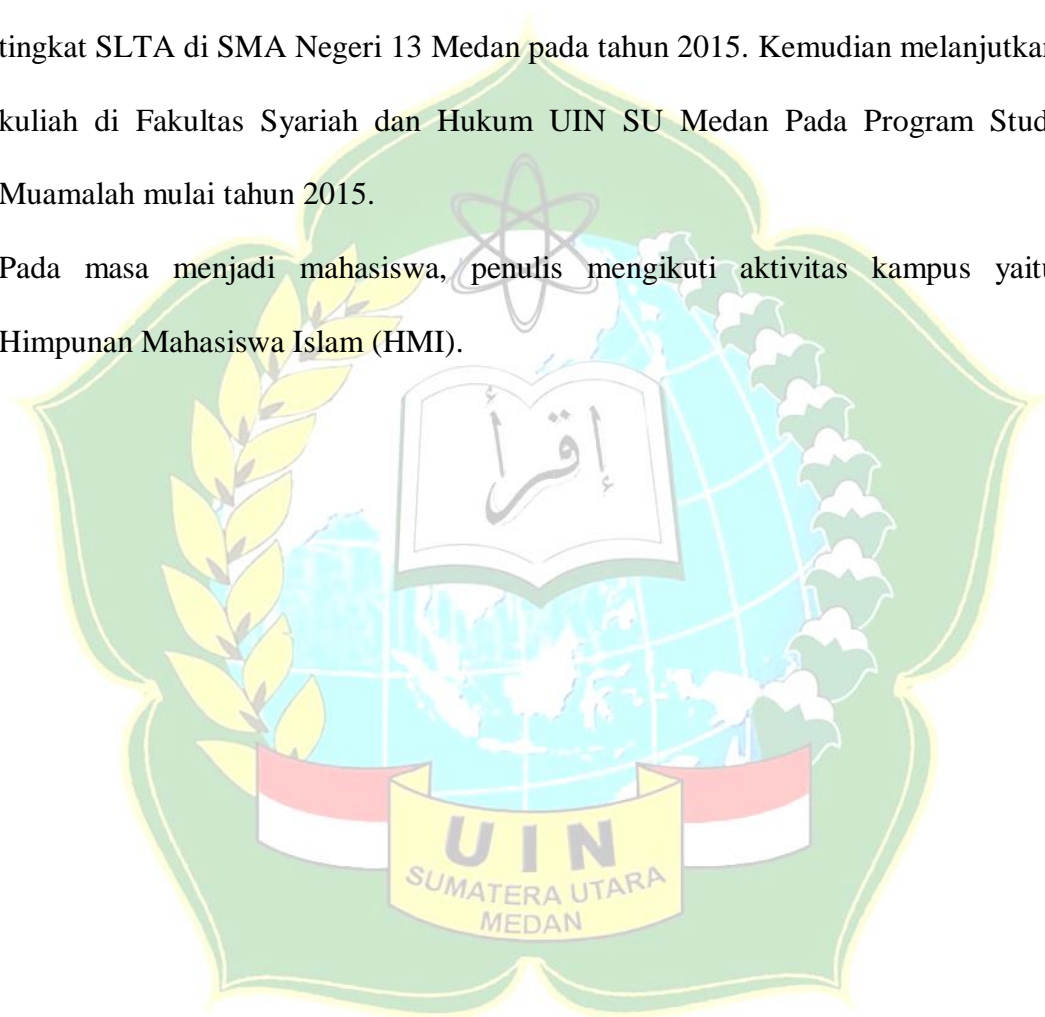 tingkat SLTA di SMA Negeri 13 Medan pada tahun 2015. Kemudian melanjutkan
kuliah di Fakultas Syariah dan Hukum UIN SU Medan Pada Program Stud
Muamalah mulai tahun 2015.
Pada masa menjadi mahasiswa, penulis mengikuti aktivitas kampus yaitu
Himpunan Mahasiswa Islam (HMI).
إقرأ
UIN
SUMATERA UTARA
MEDAN